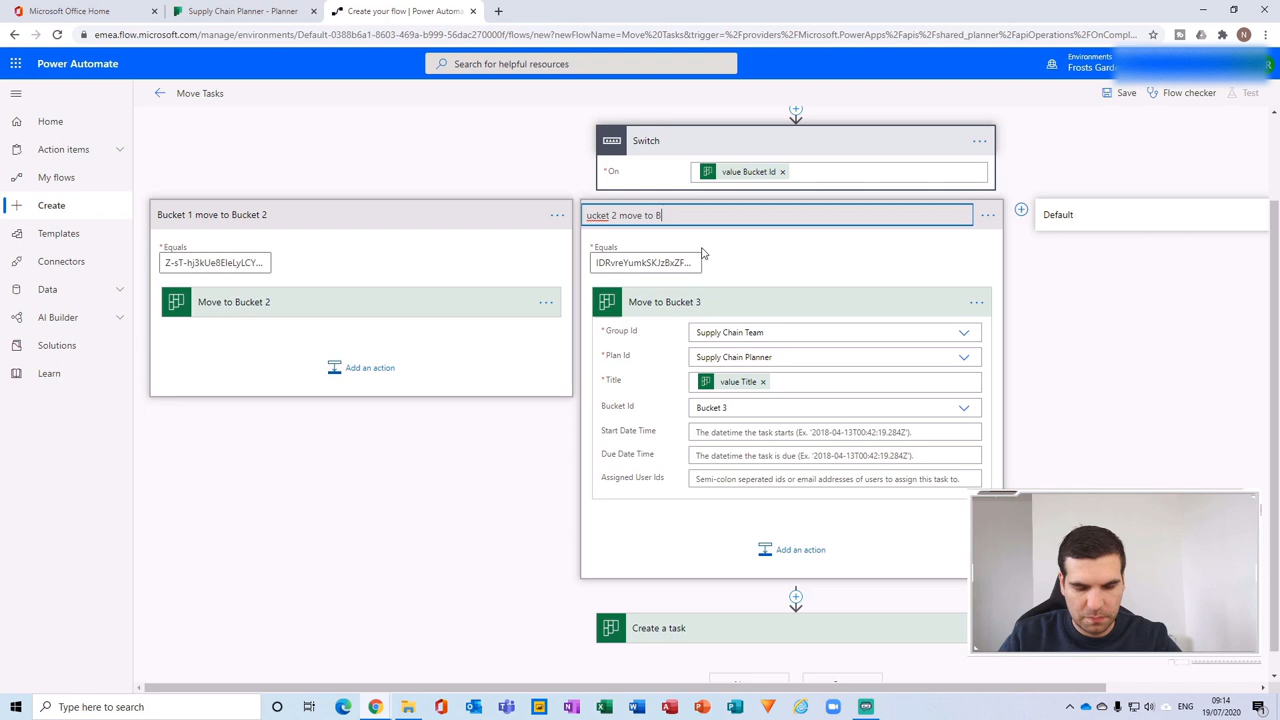 Microsoft Office Home
Supply Chain Planner - Planner
Create your flow | Power Automa
emea.flow.microsoft.com/manage/environments/Default-0388b6a1-8603-469a-b999-56dc270000f/flows/new?newFlowName=Move%20Tasks&trigger=%2Fproviders%2FMicrosoft.PowerApps%2Fapis%2Fshared_planner%2FapiOperations%2FOnCompl...
N
Power Automate
Search for helpful resources
Environments
Frosts Gard
R
Move Tasks
Save
Flow checker
Test
Home
Action items
My flows
Create
Templates
Connectors
Data
AI Builder
Solutions
Learn
Switch
* On
value Bucket Id ×
Bucket 1 move to Bucket 2
* Equals
Z-sT-hj3kUe8EIeLyLCY...
Move to Bucket 2
Add an action
ucket 2 move to B
* Equals
IDRvreYumkSKJzBxZF...
Move to Bucket 3
* Group Id
Supply Chain Team
* Plan Id
Supply Chain Planner
* Title
value Title ×
Bucket Id
Bucket 3
Start Date Time
The datetime the task starts (Ex. '2018-04-13T00:42:19.284Z').
Due Date Time
The datetime the task is due (Ex. '2018-04-13T00:42:19.284Z').
Assigned User Ids
Semi-colon seperated ids or email addresses of users to assign this task to.
Add an action
Default
Create a task
Type here to search
ENG
09:14
19/07/2020